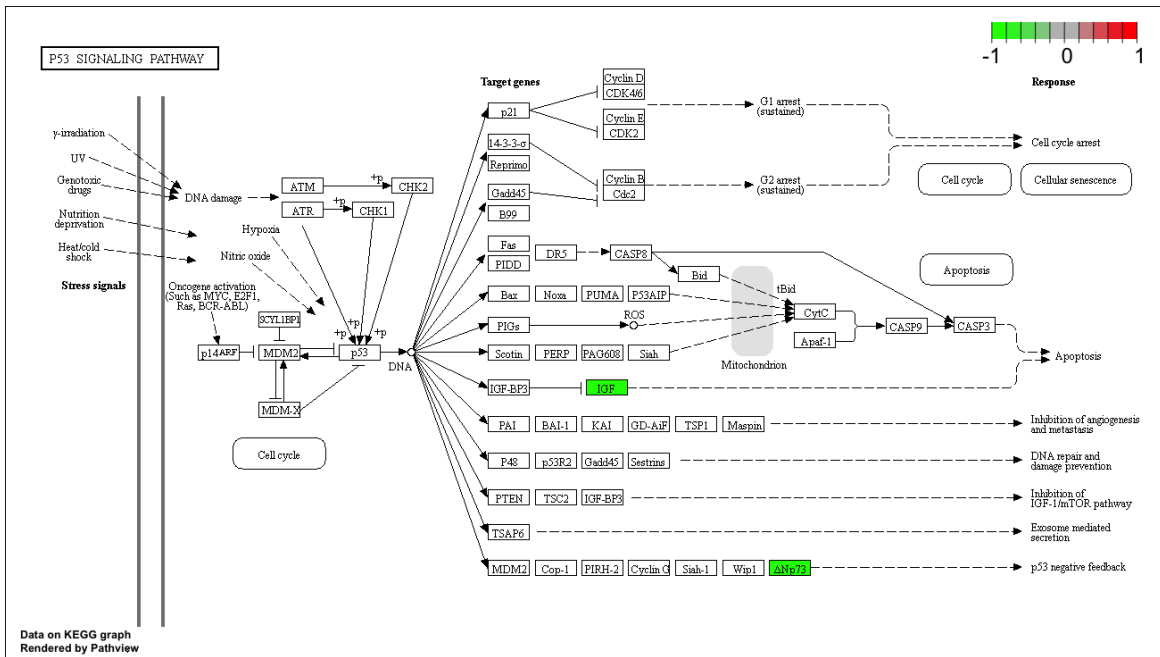 P53 SIGNALING PATHWAY
-1 0 1
Target genes
Response
Cyclin D
CDK4/6
p21
G1 arrest
(sustained)
Cyclin E
CDK2
γ-irradiation
UV
Genotoxic
drugs
Nutrition
deprivation
Heat/cold
shock
Stress signals
DNA damage
ATM
+p
CHK2
ATR
+p
CHK1
Hypoxia
Nitric oxide
Oncogene activation
(Such as MYC, E2F1,
Ras, BCR-ABL)
SCYL1BP1
+p
+p
+p
p14ARF
MDM2
p53
DNA
MDM-X
Cell cycle
14-3-3-σ
Reprimo
Cyclin B
Cdc2
G2 arrest
(sustained)
Cell cycle arrest
Cell cycle
Cellular senescence
Gadd45
B99
Fas
PIDD
DR5
CASP8
Bid
tBid
Apoptosis
Bax
Noxa
PUMA
P53AIP
CytC
PIGs
ROS
Apaf-1
CASP9
CASP3
Scotin
PERP
PAG608
Siah
Mitochondrion
Apoptosis
IGF-BP3
IGF
PAI
BAI-1
KAI
GD-AiF
TSP1
Maspin
Inhibition of angiogenesis
and metastasis
P48
p53R2
Gadd45
Sestrins
DNA repair and
damage prevention
PTEN
TSC2
IGF-BP3
Inhibition of
IGF-1/mTOR pathway
TSAP6
Exosome mediated
secretion
MDM2
Cop-1
PIRH-2
Cyclin G
Siah-1
Wip1
ΔNp73
p53 negative feedback
Data on KEGG graph
Rendered by Pathview